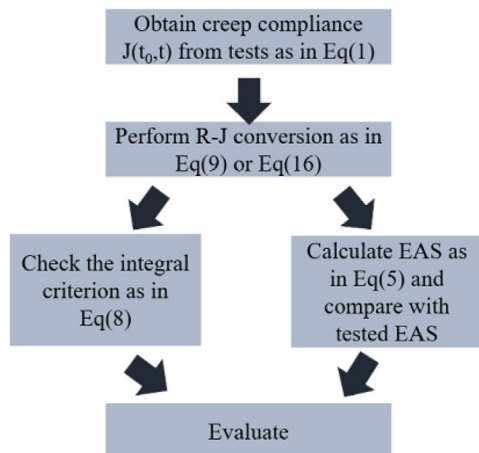 Obtain creep compliance
J(t₀,t) from tests as in Eq(1)
Perform R-J conversion as in
Eq(9) or Eq(16)
Check the integral
criterion as in
Eq(8)
Calculate EAS as
in Eq(5) and
compare with
tested EAS
Evaluate